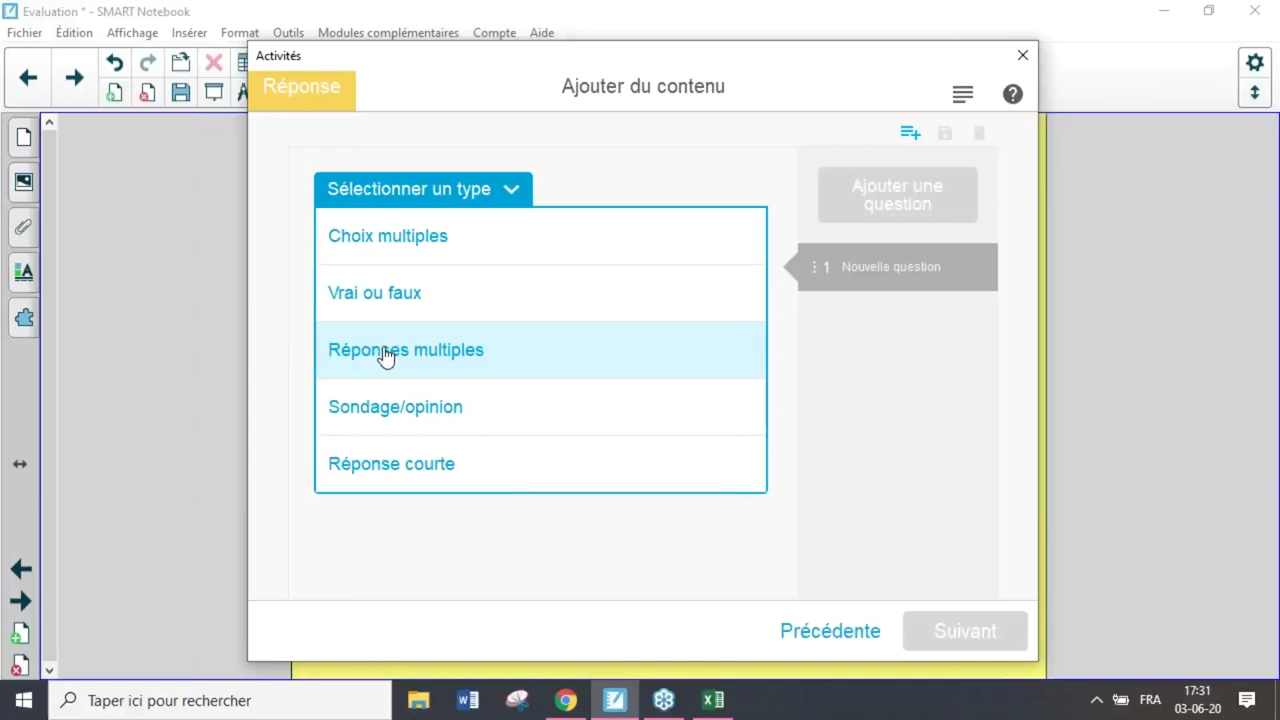 Evaluation * - SMART Notebook
Fichier Édition Affichage Insérer Format Outils Modules complémentaires Compte Aide
Activités
Réponse
Ajouter du contenu
Sélectionner un type
Choix multiples
Vrai ou faux
Réponses multiples
Sondage/opinion
Réponse courte
Ajouter une
question
1 Nouvelle question
Précédente
Suivant
Taper ici pour rechercher
FRA
17:31
03-06-20